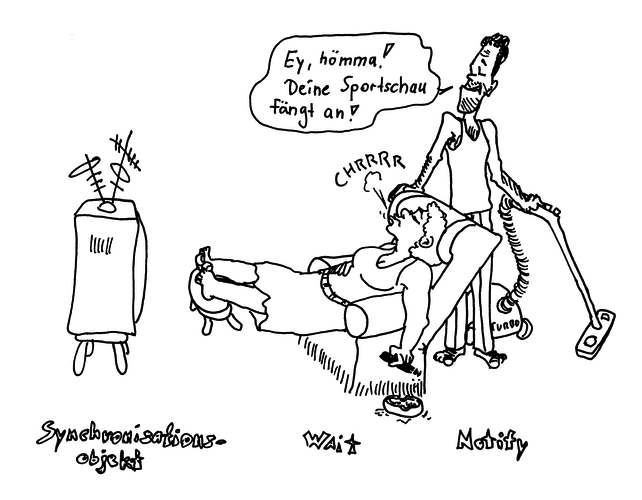 Ey, hömma!
Deine Sportschau
fängt an!
CHRRRR
TURBO
Synchronisations-
objekt
Wait
Notify